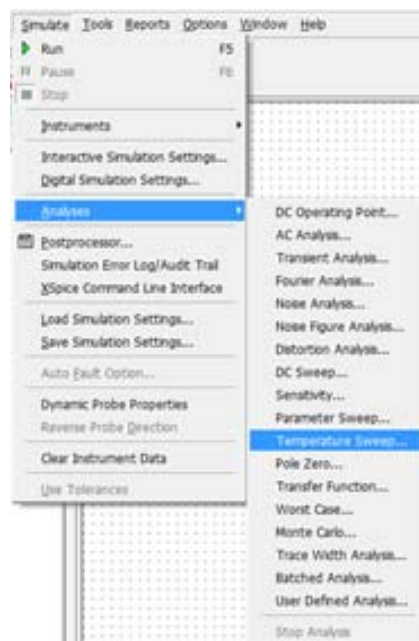 Simulate Tools Reports Options Window Help
Run F5
Pause F6
Stop
Instruments
Interactive Simulation Settings...
Digital Simulation Settings...
Analyses
Postprocessor...
Simulation Error Log/Audit Trail
XSpice Command Line Interface
Load Simulation Settings...
Save Simulation Settings...
Auto Fault Option...
Dynamic Probe Properties
Reverse Probe Direction
Clear Instrument Data
Use Tolerances
DC Operating Point...
AC Analysis...
Transient Analysis...
Fourier Analysis...
Noise Analysis...
Noise Figure Analysis...
Distortion Analysis...
DC Sweep...
Sensitivity...
Parameter Sweep...
Temperature Sweep...
Pole Zero...
Transfer Function...
Worst Case...
Monte Carlo...
Trace Width Analysis...
Batched Analysis...
User Defined Analysis...
Stop Analysis